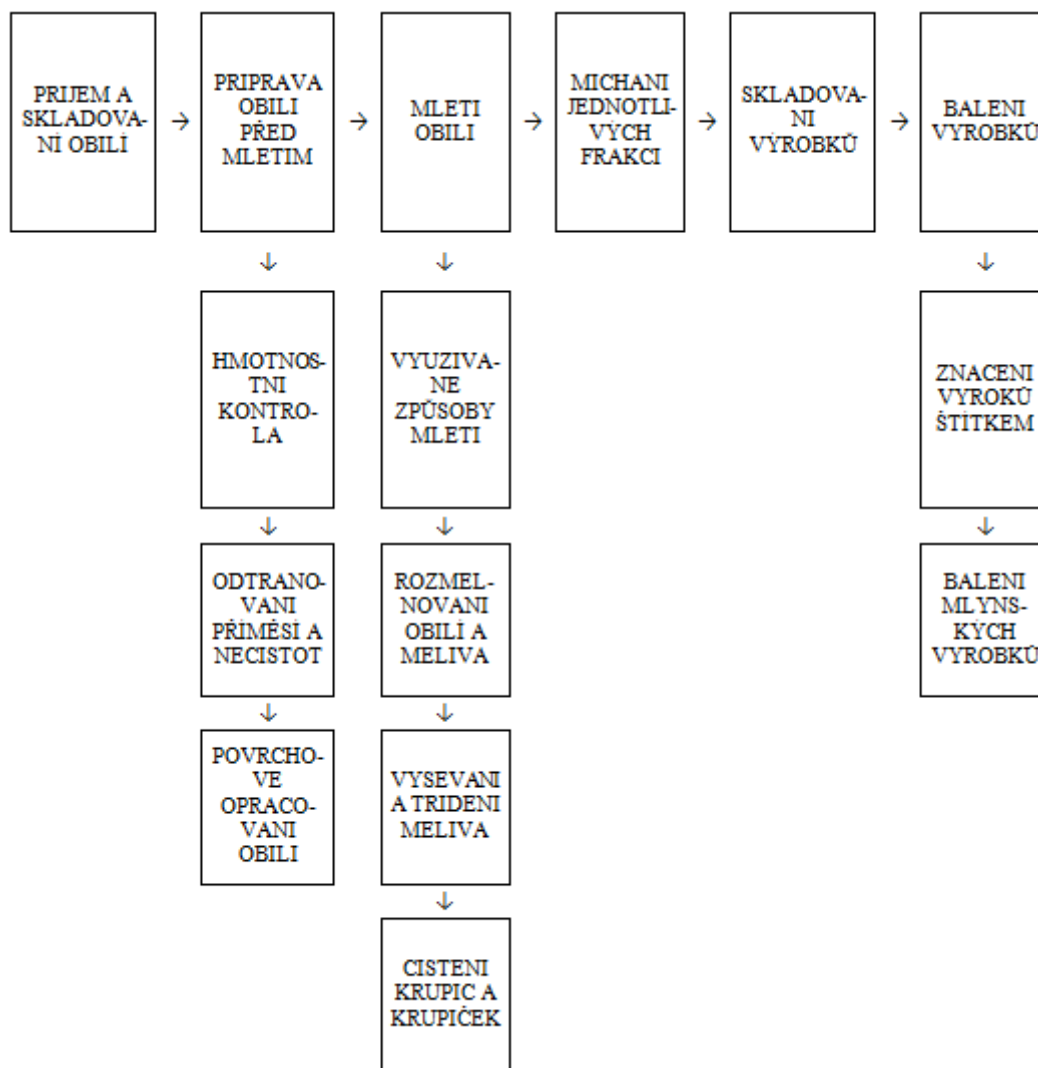 PRIJEM A
SKLADOVA-
NÍ OBILÍ
→
PRIPRAVA
OBILI
PŘED
MLETIM
→
MLETI
OBILI
→
MICHANI
JEDNOTLI-
VÝCH
FRAKCI
→
SKLADOVA-
NI
VÝROBKŮ
→
BALENI
VYROBKŮ
↓
↓
↓
HMOTNOS-
TNI
KONTRO-
LA
VYUZIVA-
NE
ZPŮSOBY
MLETI
ZNACENI
VYROKŮ
ŠTÍTKEM
↓
↓
↓
ODTRANO-
VANI
PŘÍMĚSÍ A
NECISTOT
ROZMEL-
NOVANI
OBILÍ A
MELIVA
BALENI
MLYNS-
KÝCH
VYROBKŮ
↓
↓
POVRCHO-
VE
OPRACO-
VANI
OBILI
VYSEVANI
A TRIDENI
MELIVA
↓
CISTENI
KRUPIC A
KRUPIČEK